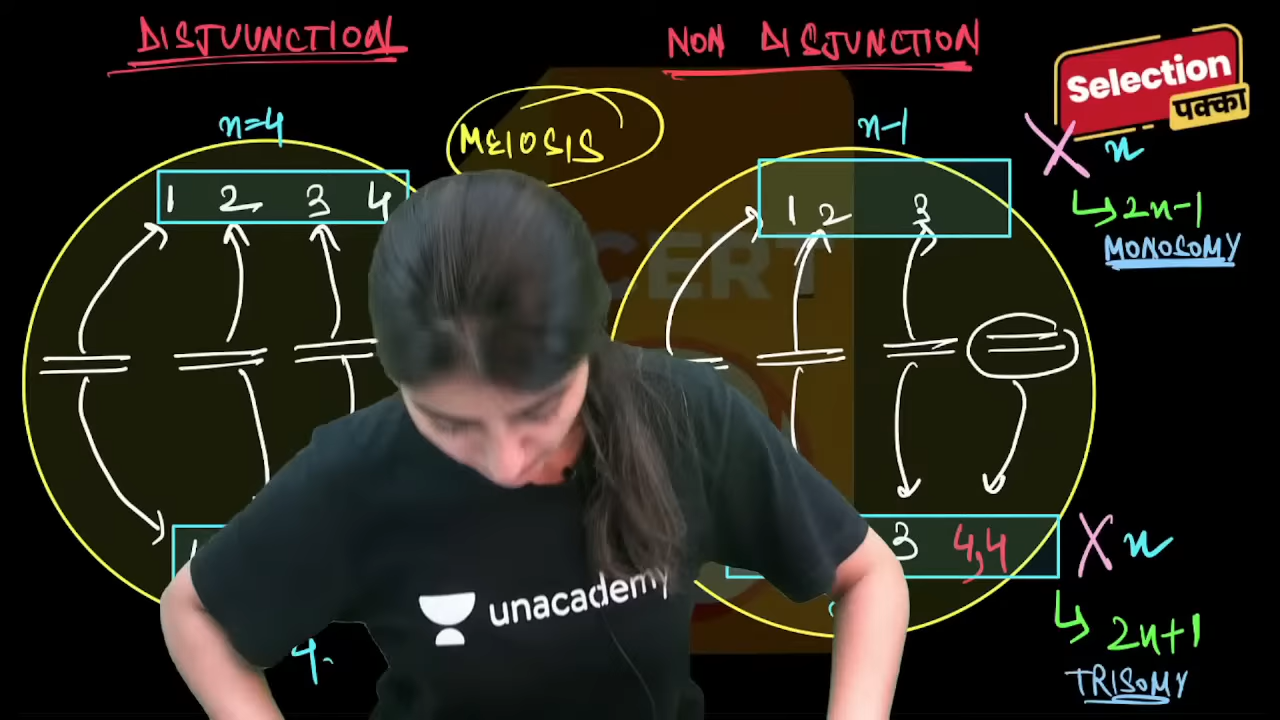 DISJUUNCTION
NON DISJUNCTION
Selection
पक्का
MEIOSIS
n=4
n-1
X n
1 2 3 4
1 2 3
2n-1
MONOSOMY
CERT
3 4,4
X n
unacademy
2n+1
TRISOMY